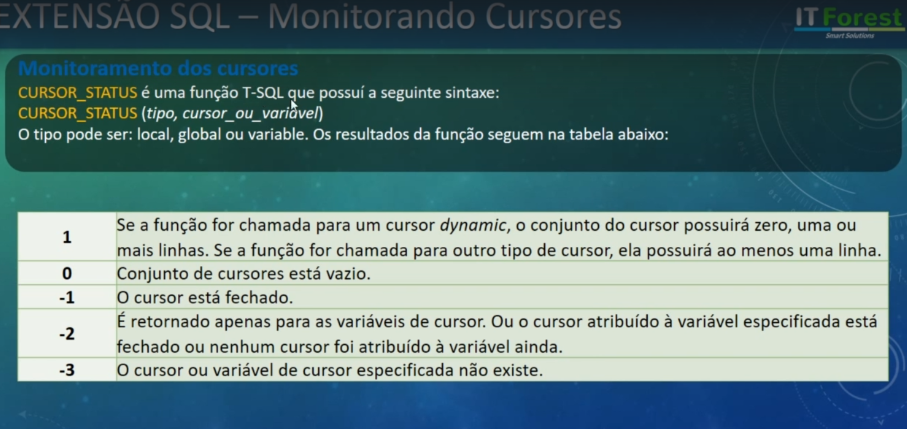 EXTENSÃO SQL – Monitorando Cursores
ITForest
Smart Solutions
Monitoramento dos cursores
CURSOR_STATUS é uma função T-SQL que possuí a seguinte sintaxe:
CURSOR_STATUS (tipo, cursor_ou_variável)
O tipo pode ser: local, global ou variable. Os resultados da função seguem na tabela abaixo:
1
Se a função for chamada para um cursor dynamic, o conjunto do cursor possuirá zero, uma ou
mais linhas. Se a função for chamada para outro tipo de cursor, ela possuirá ao menos uma linha.
0
Conjunto de cursores está vazio.
-1
O cursor está fechado.
-2
É retornado apenas para as variáveis de cursor. Ou o cursor atribuído à variável especificada está
fechado ou nenhum cursor foi atribuído à variável ainda.
-3
O cursor ou variável de cursor especificada não existe.